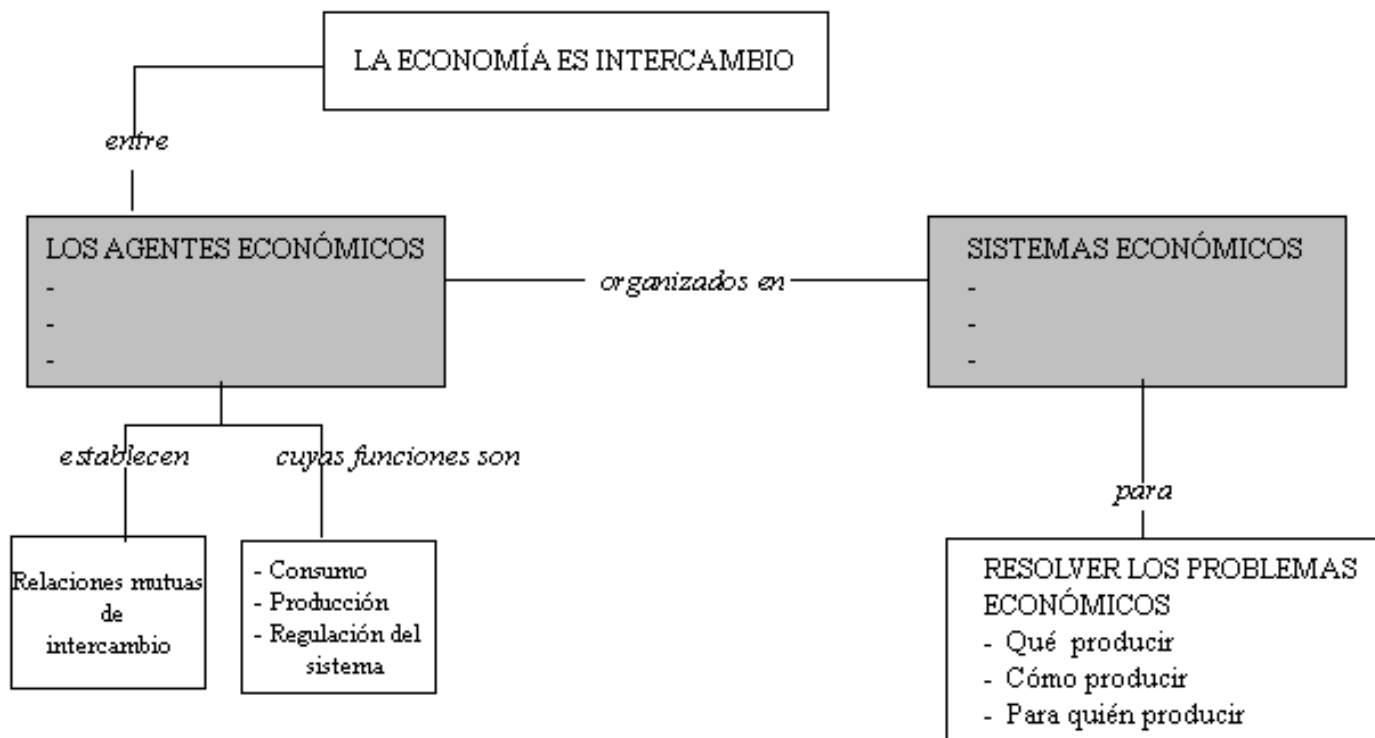 LA ECONOMÍA ES INTERCAMBIO
entre
LOS AGENTES ECONÓMICOS
-
-
-
organizados en
SISTEMAS ECONÓMICOS
-
-
-
establecen
cuyas funciones son
para
Relaciones mutuas
de
intercambio
- Consumo
- Producción
- Regulación del
sistema
RESOLVER LOS PROBLEMAS
ECONÓMICOS
- Qué producir
- Cómo producir
- Para quién producir